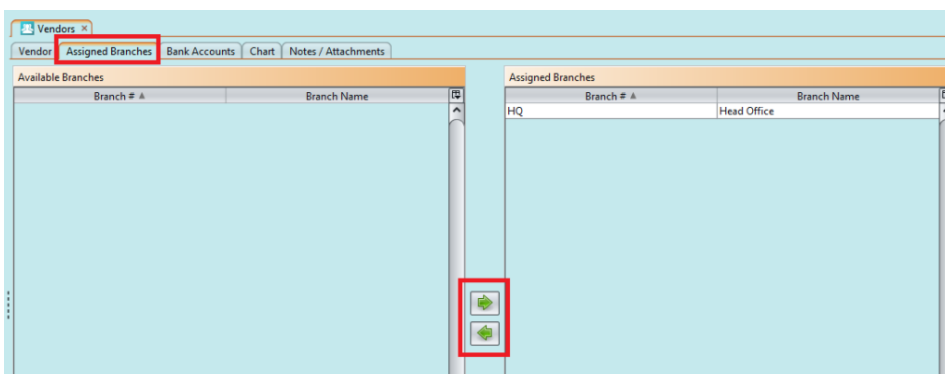 Vendors
Vendor Assigned Branches Bank Accounts Chart Notes / Attachments
Available Branches
Branch # Branch Name
Assigned Branches
Branch # Branch Name
HQ Head Office